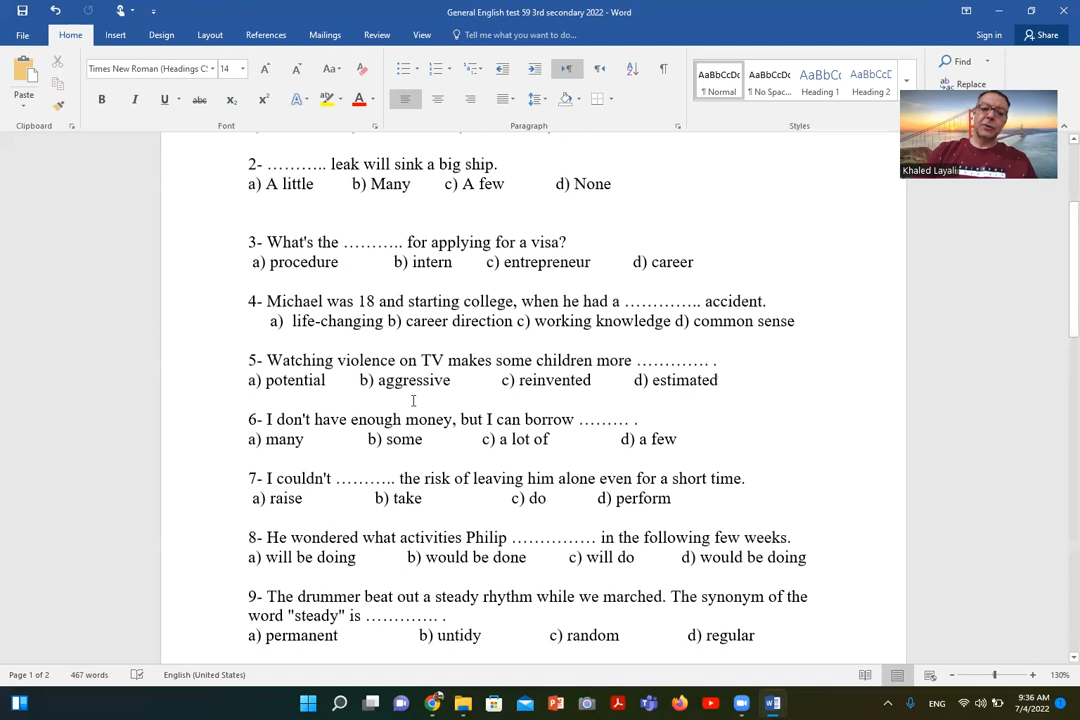 General English test 59 3rd secondary 2022 - Word
Sign in
Share
File Home Insert Design Layout References Mailings Review View Tell me what you want to do...
Paste
Times New Roman (Headings C: 14
Find
Replace
AaBbCcDc AaBbCcDc AaBbCc AaBbCcD
¶ Normal ¶ No Spac... Heading 1 Heading 2
Clipboard Font Paragraph Styles
Khaled Layali
2- ……….. leak will sink a big ship.
a) A little b) Many c) A few d) None
3- What's the ……….. for applying for a visa?
a) procedure b) intern c) entrepreneur d) career
4- Michael was 18 and starting college, when he had a ………….. accident.
a) life-changing b) career direction c) working knowledge d) common sense
5- Watching violence on TV makes some children more …………. .
a) potential b) aggressive c) reinvented d) estimated
6- I don't have enough money, but I can borrow ……… .
a) many b) some c) a lot of d) a few
7- I couldn't ……….. the risk of leaving him alone even for a short time.
a) raise b) take c) do d) perform
8- He wondered what activities Philip …………… in the following few weeks.
a) will be doing b) would be done c) will do d) would be doing
9- The drummer beat out a steady rhythm while we marched. The synonym of the
word "steady" is …………. .
a) permanent b) untidy c) random d) regular
Page 1 of 2 467 words English (United States) 130%
ENG
9:36 AM
7/4/2022